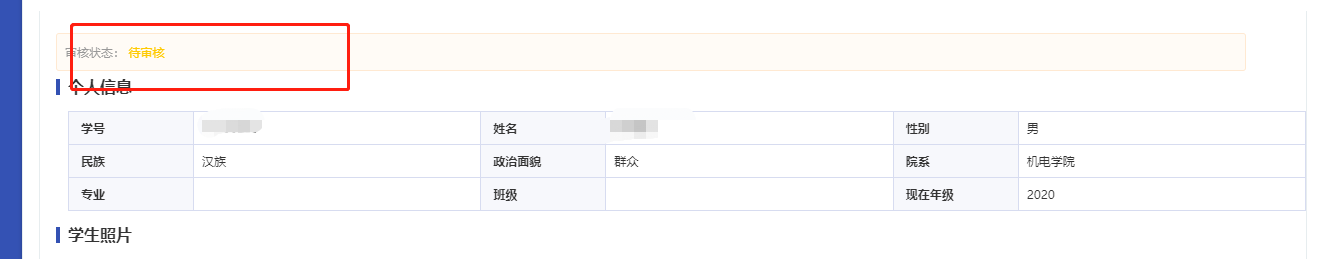 审核状态： 待审核
个人信息
学号 姓名 性别 男
民族 汉族 政治面貌 群众 院系 机电学院
专业 班级 现在年级 2020
学生照片